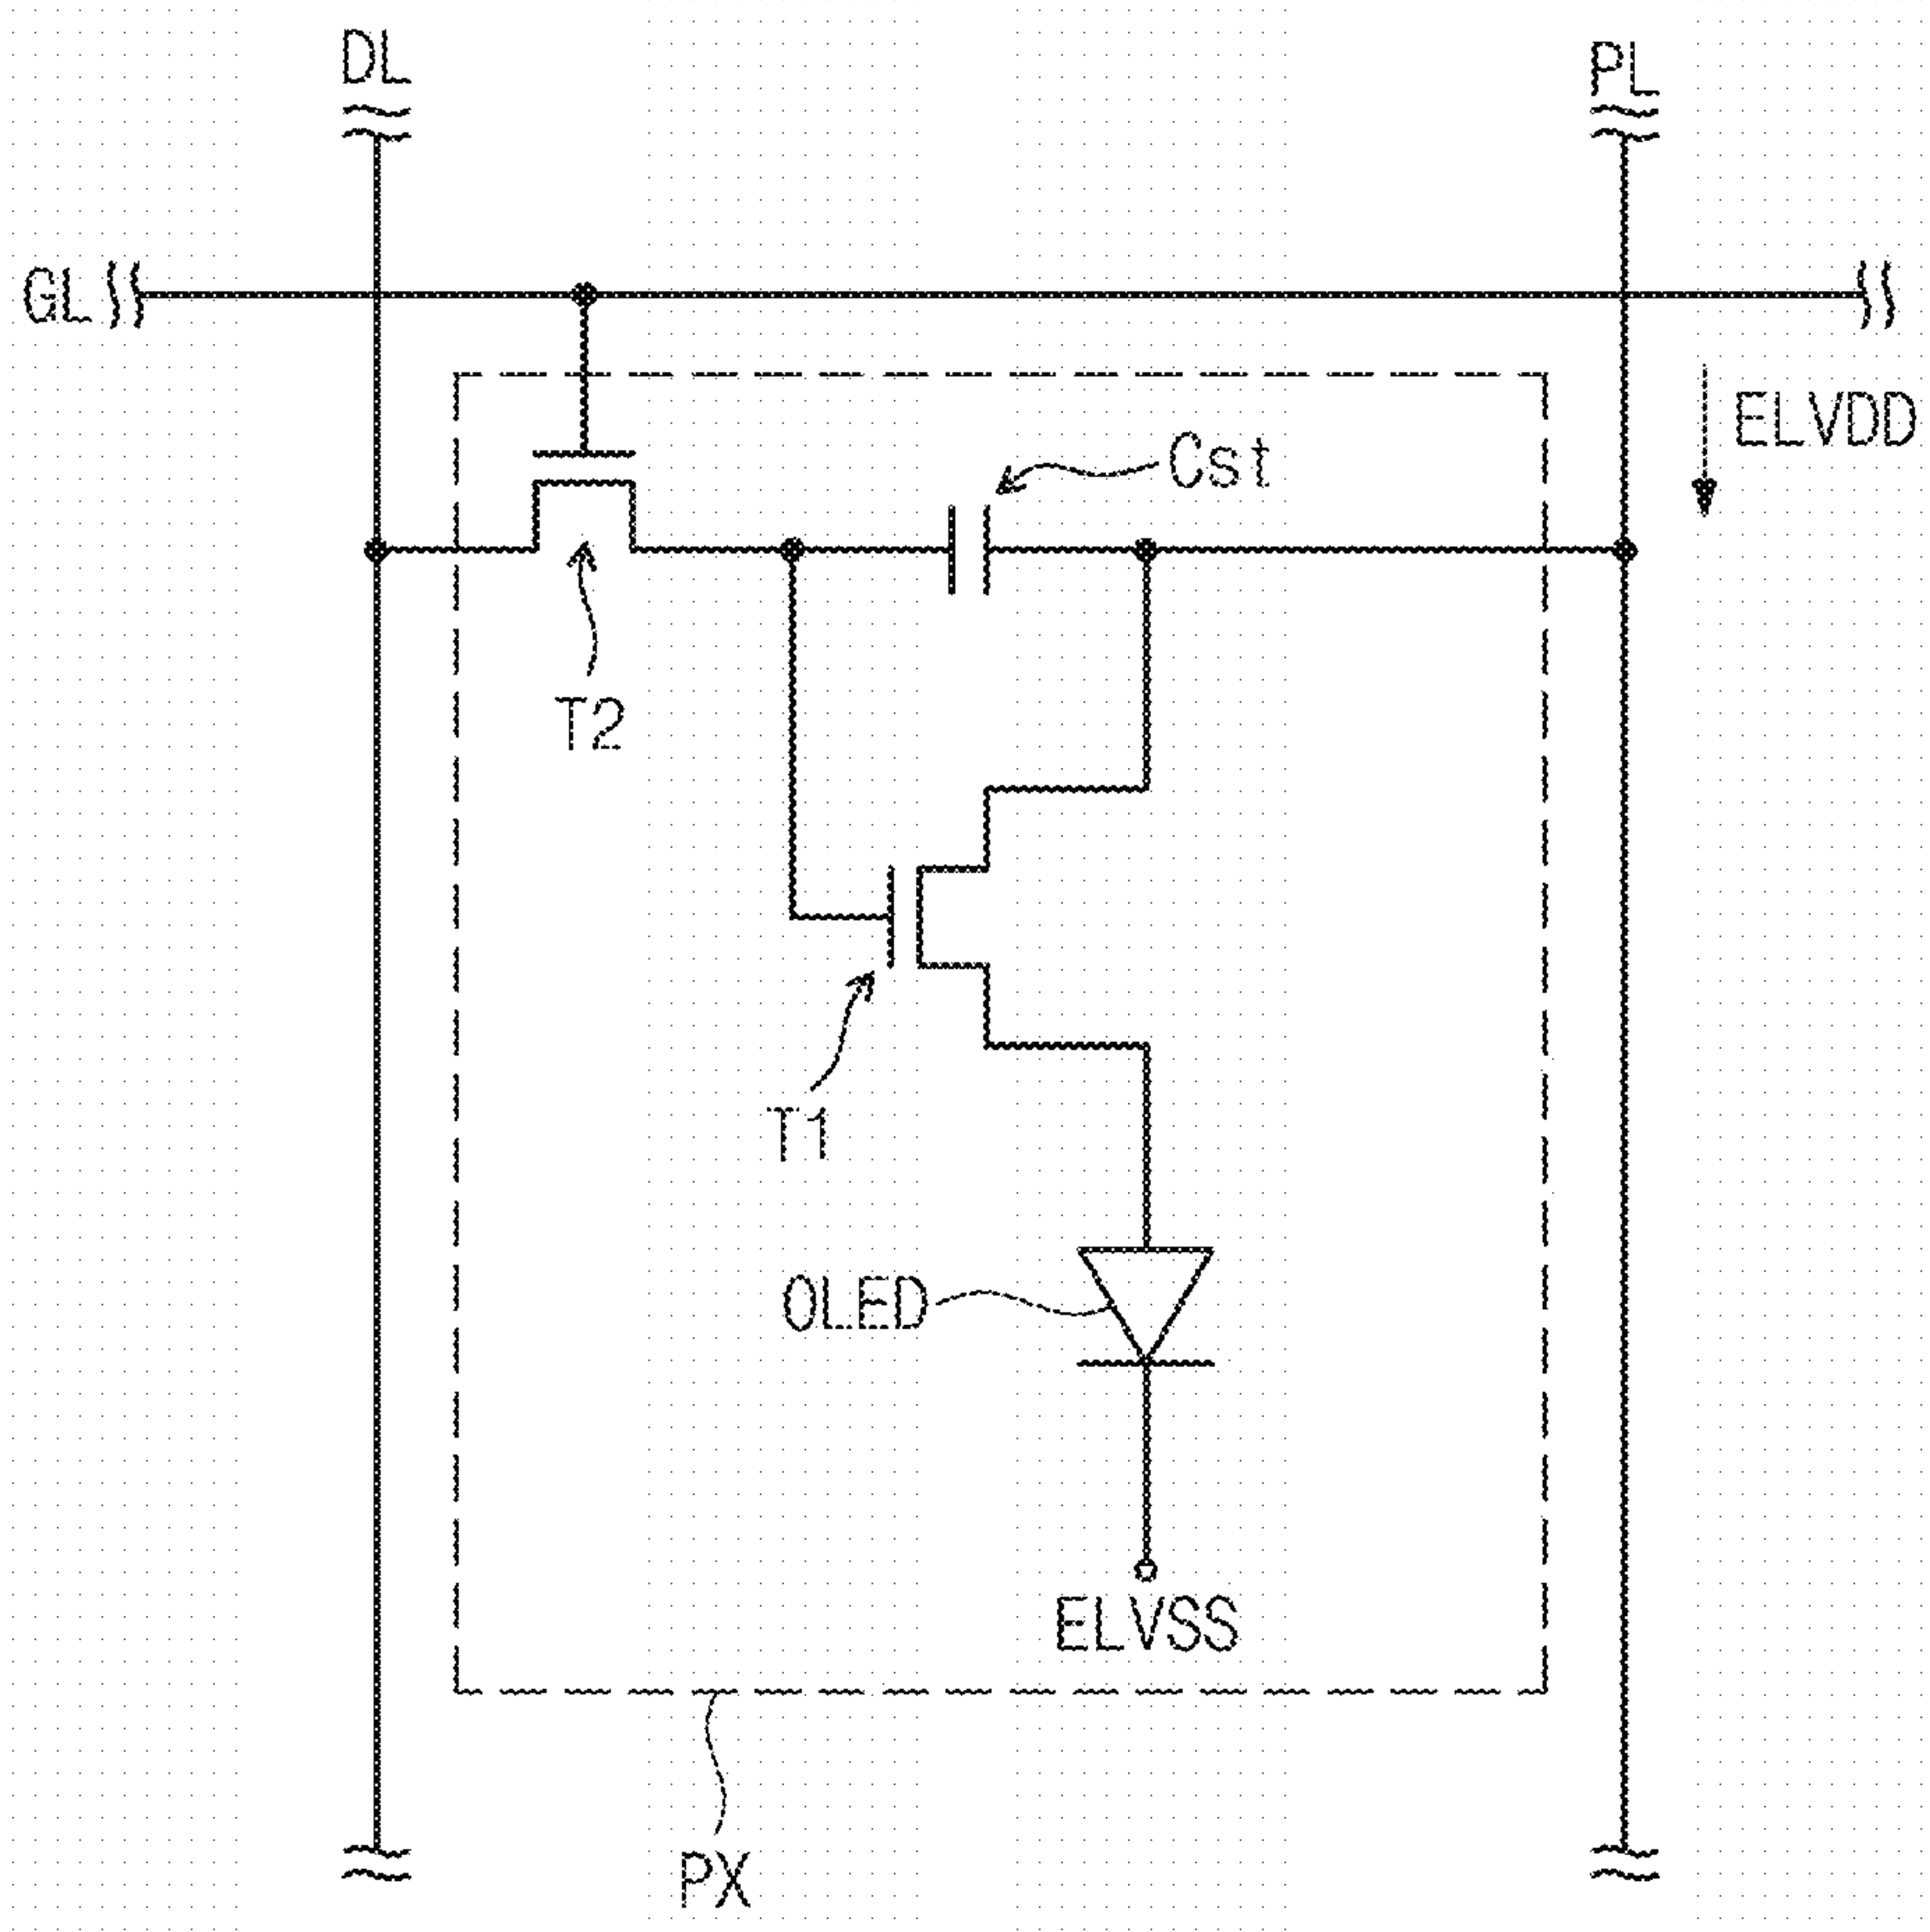 DL
PL
GL
ELVDD
Cst
T2
T1
OLED
ELVSS
PX